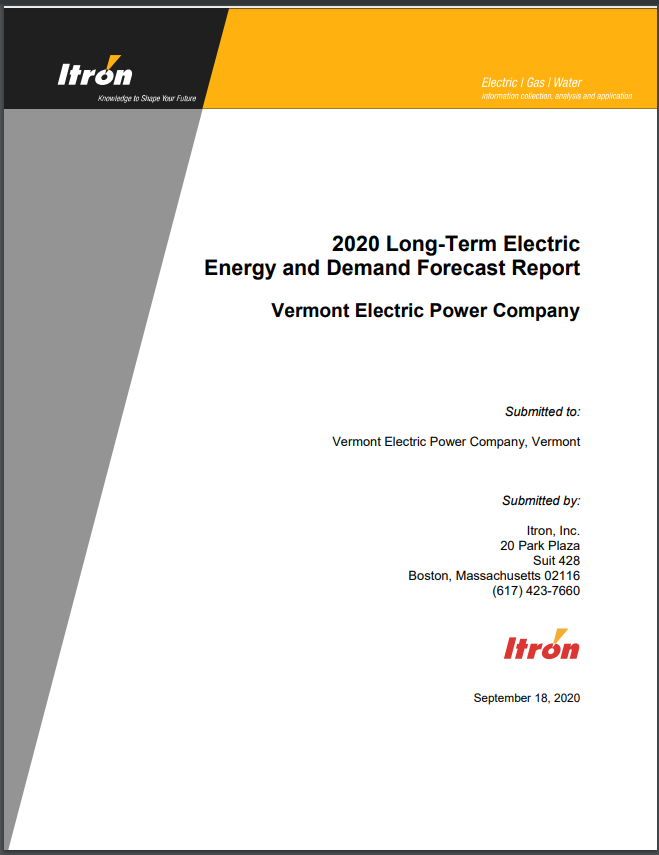 Itron
Knowledge to Shape Your Future
Electric | Gas | Water
information collection, analysis and application
2020 Long-Term Electric
Energy and Demand Forecast Report
Vermont Electric Power Company
Submitted to:
Vermont Electric Power Company, Vermont
Submitted by:
Itron, Inc.
20 Park Plaza
Suit 428
Boston, Massachusetts 02116
(617) 423-7660
Itron
September 18, 2020